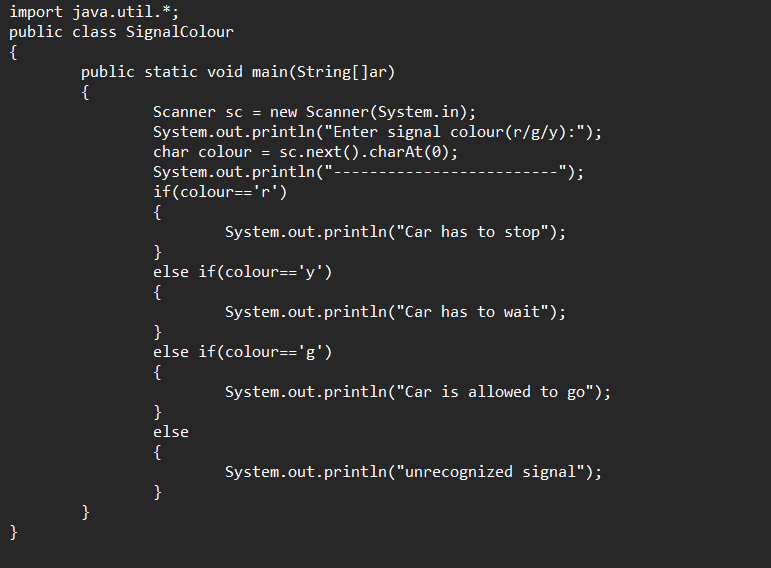 import java.util.*;
public class SignalColour
{
        public static void main(String[]ar)
        {
                Scanner sc = new Scanner(System.in);
                System.out.println("Enter signal colour(r/g/y):");
                char colour = sc.next().charAt(0);
                System.out.println("-------------------------");
                if(colour=='r')
                {
                        System.out.println("Car has to stop");
                }
                else if(colour=='y')
                {
                        System.out.println("Car has to wait");
                }
                else if(colour=='g')
                {
                        System.out.println("Car is allowed to go");
                }
                else
                {
                        System.out.println("unrecognized signal");
                }
        }
}